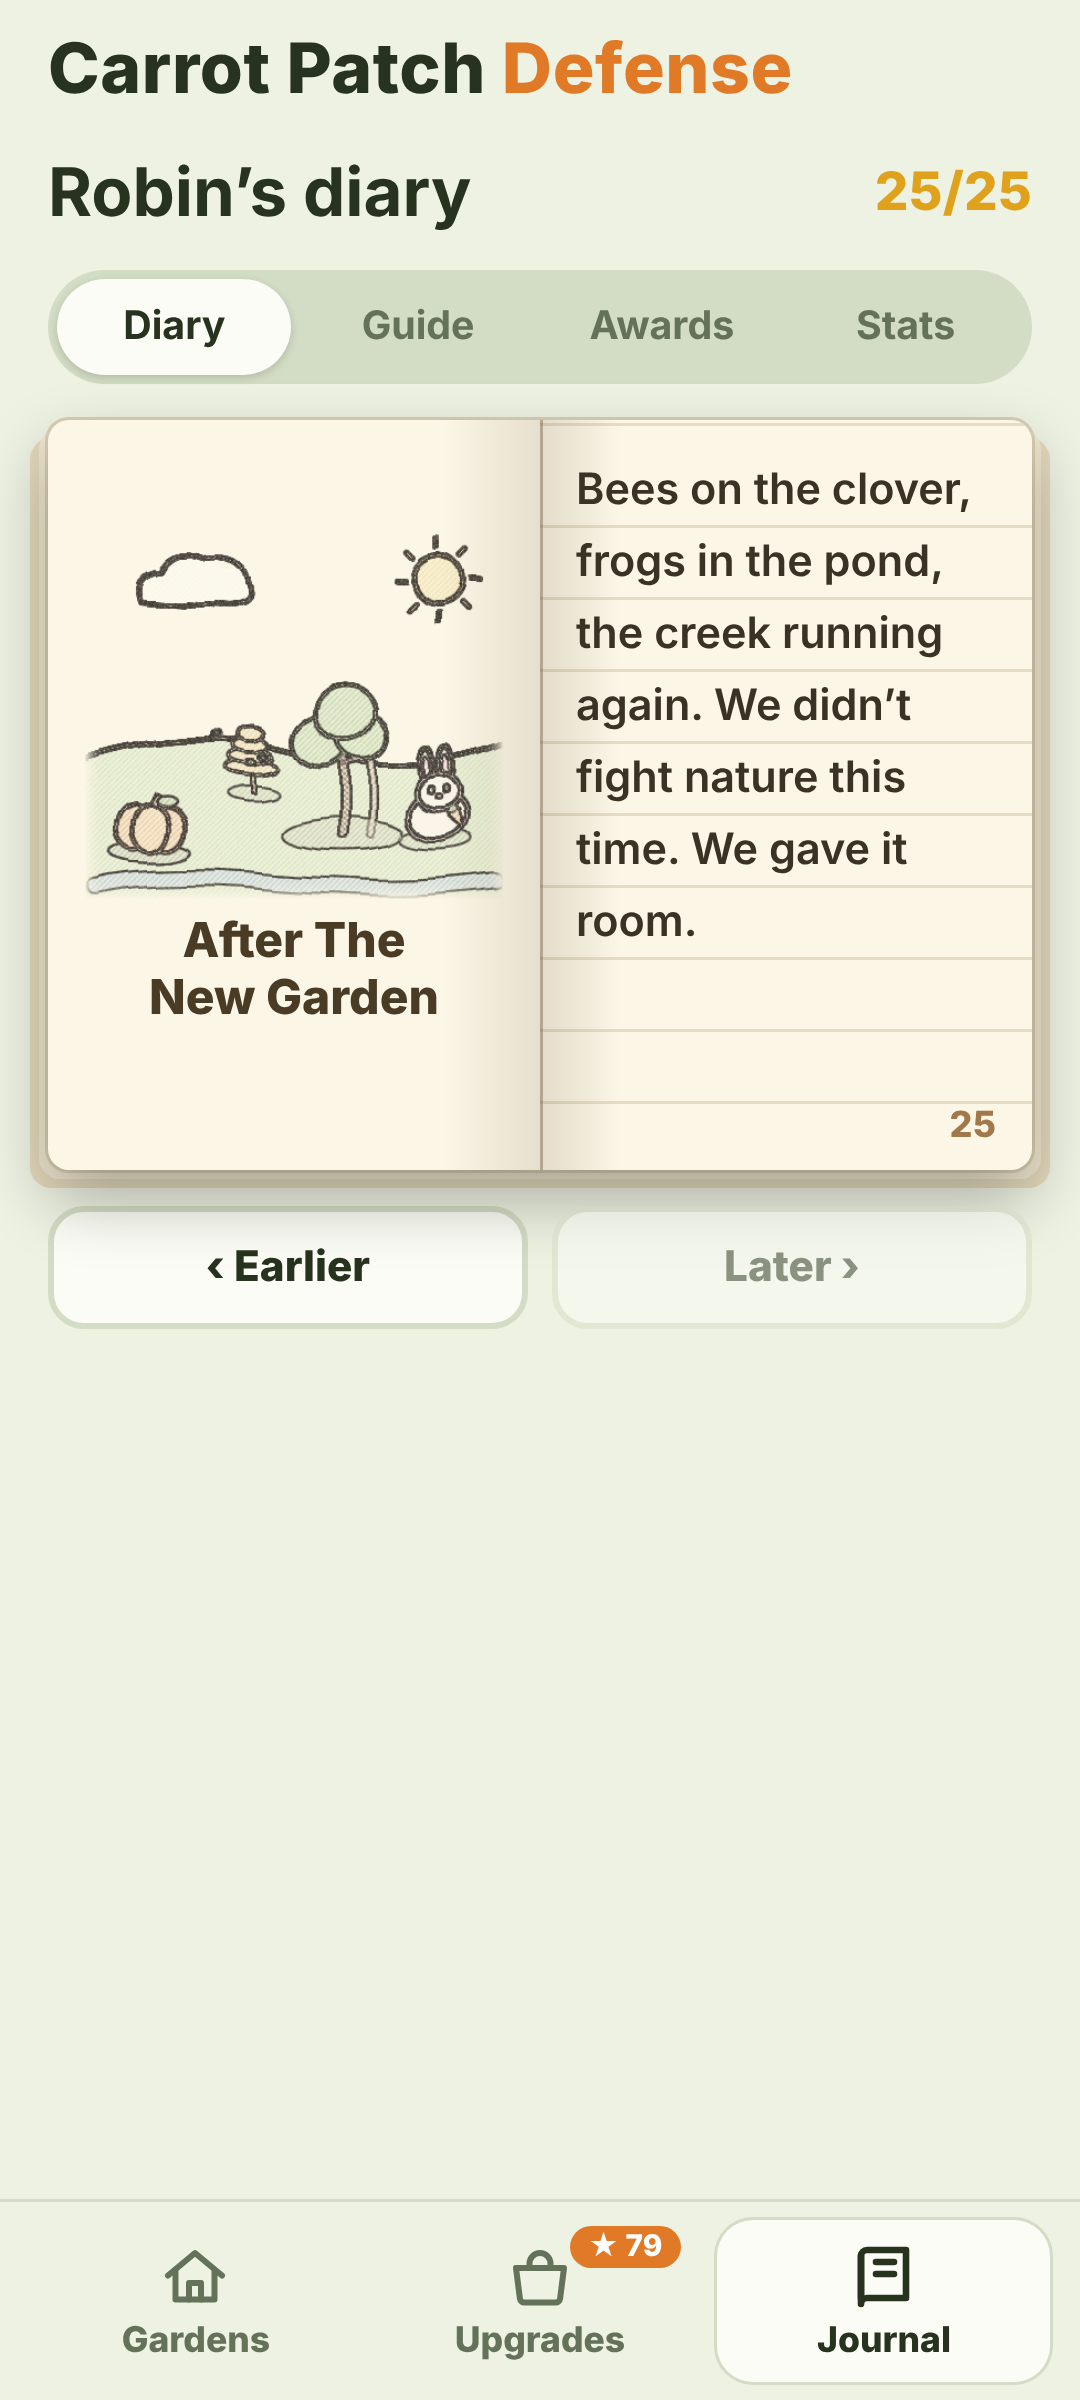 Carrot Patch Defense
Robin’s diary
25/25
Diary
Guide
Awards
Stats
After The
New Garden
Bees on the clover,
frogs in the pond,
the creek running
again. We didn’t
fight nature this
time. We gave it
room.
25
‹ Earlier
Later ›
Gardens
★ 79
Upgrades
Journal